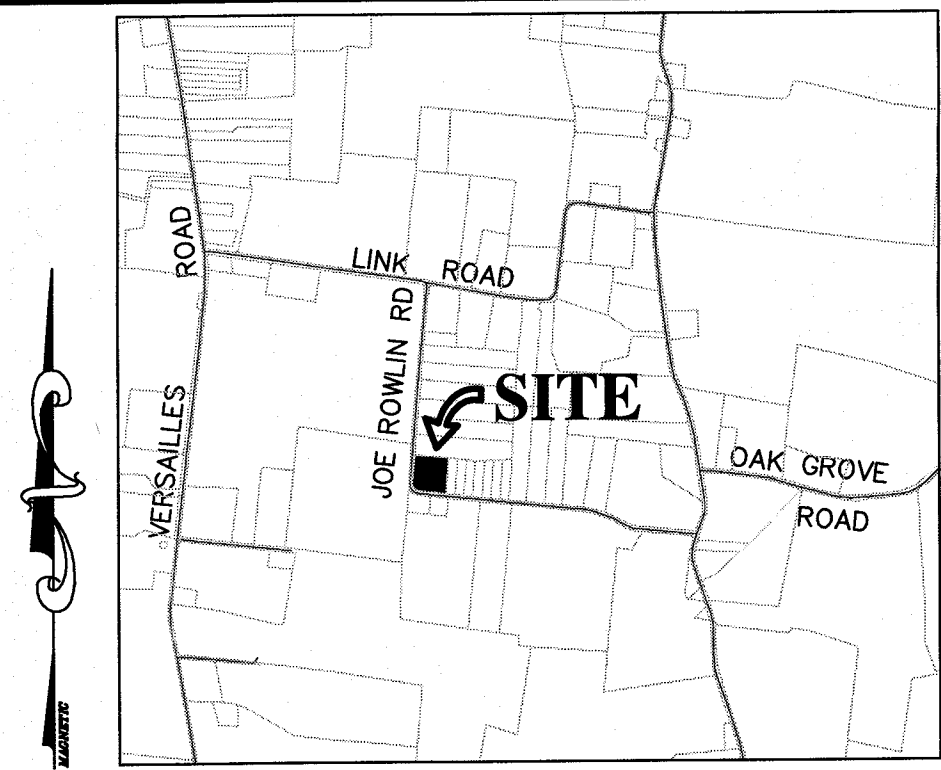 ROAD
LINK ROAD
JOE ROWLIN RD
SITE
VERSAILLES
OAK GROVE
ROAD
MAGNETIC